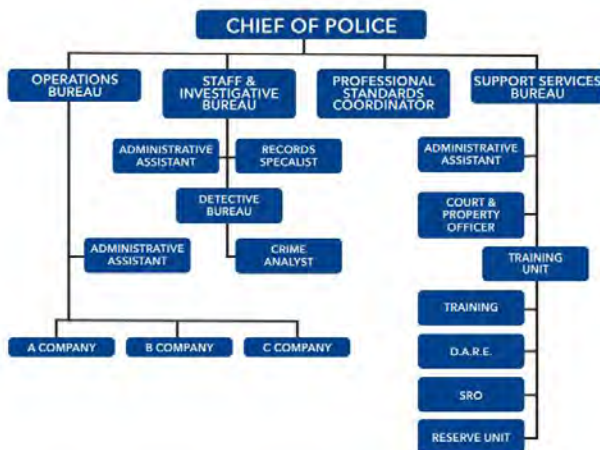 CHIEF OF POLICE
OPERATIONS
BUREAU
STAFF &
INVESTIGATIVE
BUREAU
PROFESSIONAL
STANDARDS
COORDINATOR
SUPPORT SERVICES
BUREAU
ADMINISTRATIVE
ASSISTANT
RECORDS
SPECALIST
ADMINISTRATIVE
ASSISTANT
DETECTIVE
BUREAU
COURT &
PROPERTY
OFFICER
ADMINISTRATIVE
ASSISTANT
CRIME
ANALYST
TRAINING
UNIT
TRAINING
A COMPANY
B COMPANY
C COMPANY
D.A.R.E.
SRO
RESERVE UNIT